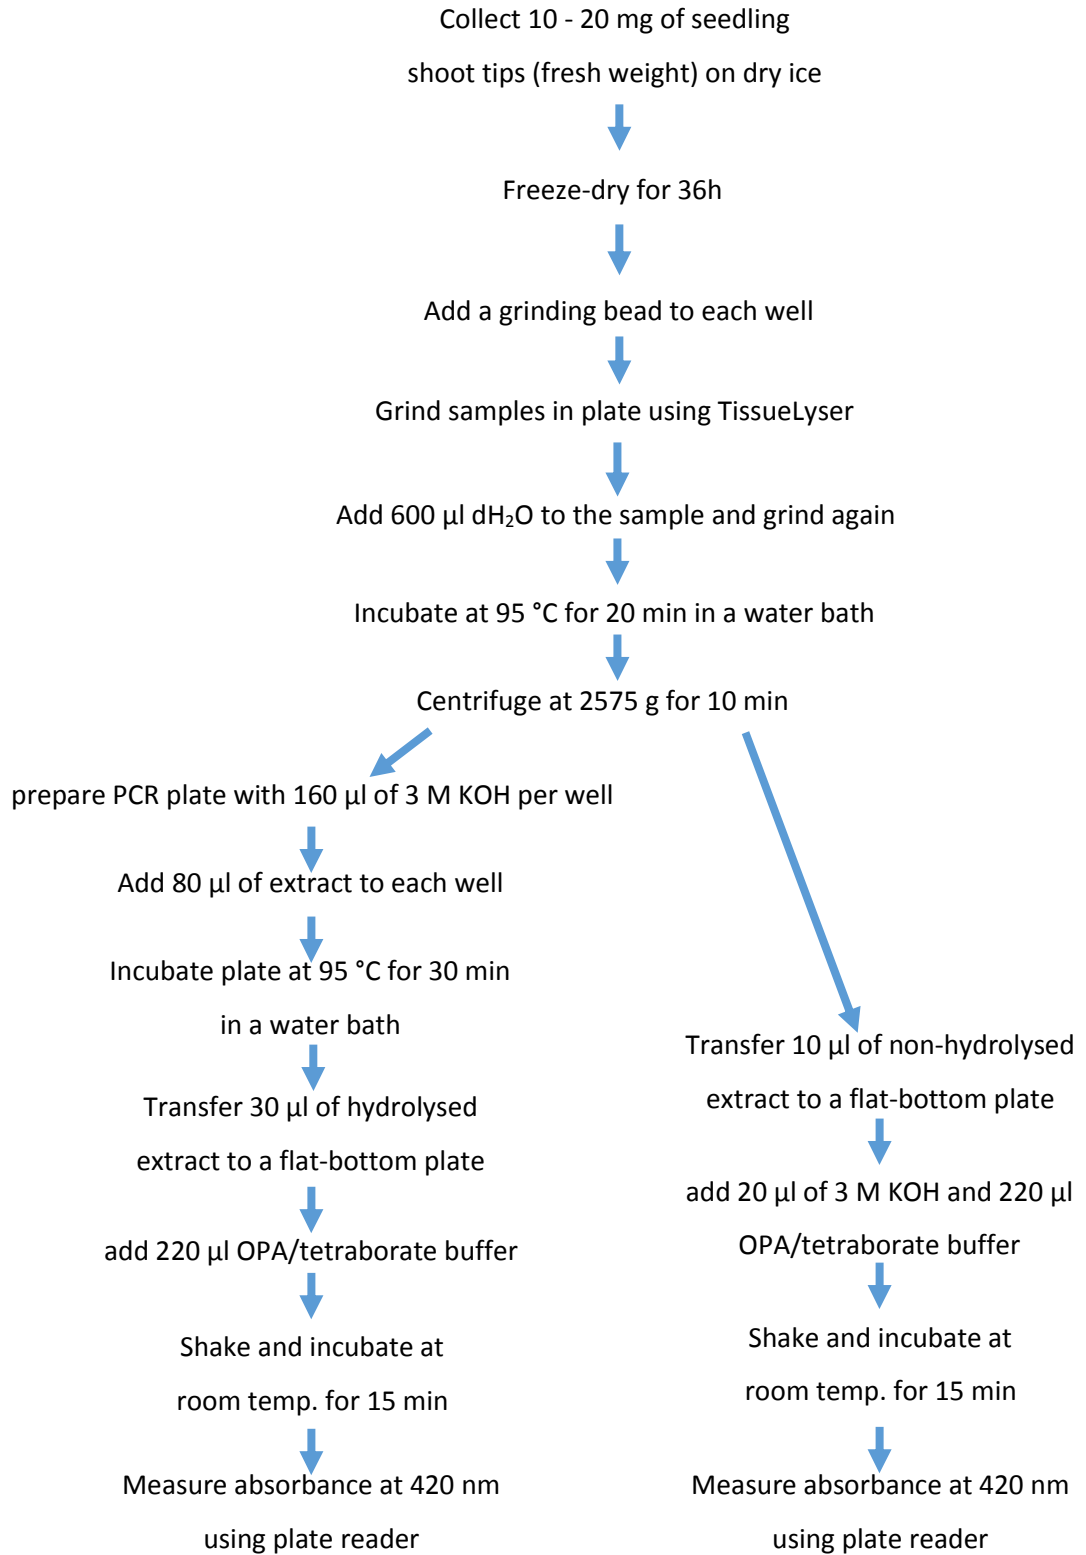 Collect 10 - 20 mg of seedling
shoot tips (fresh weight) on dry ice
Freeze-dry for 36h
Add a grinding bead to each well
Grind samples in plate using TissueLyser
Add 600 µl dH₂O to the sample and grind again
Incubate at 95 °C for 20 min in a water bath
Centrifuge at 2575 g for 10 min
prepare PCR plate with 160 µl of 3 M KOH per well
Add 80 µl of extract to each well
Incubate plate at 95 °C for 30 min
in a water bath
Transfer 30 µl of hydrolysed
extract to a flat-bottom plate
add 220 µl OPA/tetraborate buffer
Shake and incubate at
room temp. for 15 min
Measure absorbance at 420 nm
using plate reader
Transfer 10 µl of non-hydrolysed
extract to a flat-bottom plate
add 20 µl of 3 M KOH and 220 µl
OPA/tetraborate buffer
Shake and incubate at
room temp. for 15 min
Measure absorbance at 420 nm
using plate reader